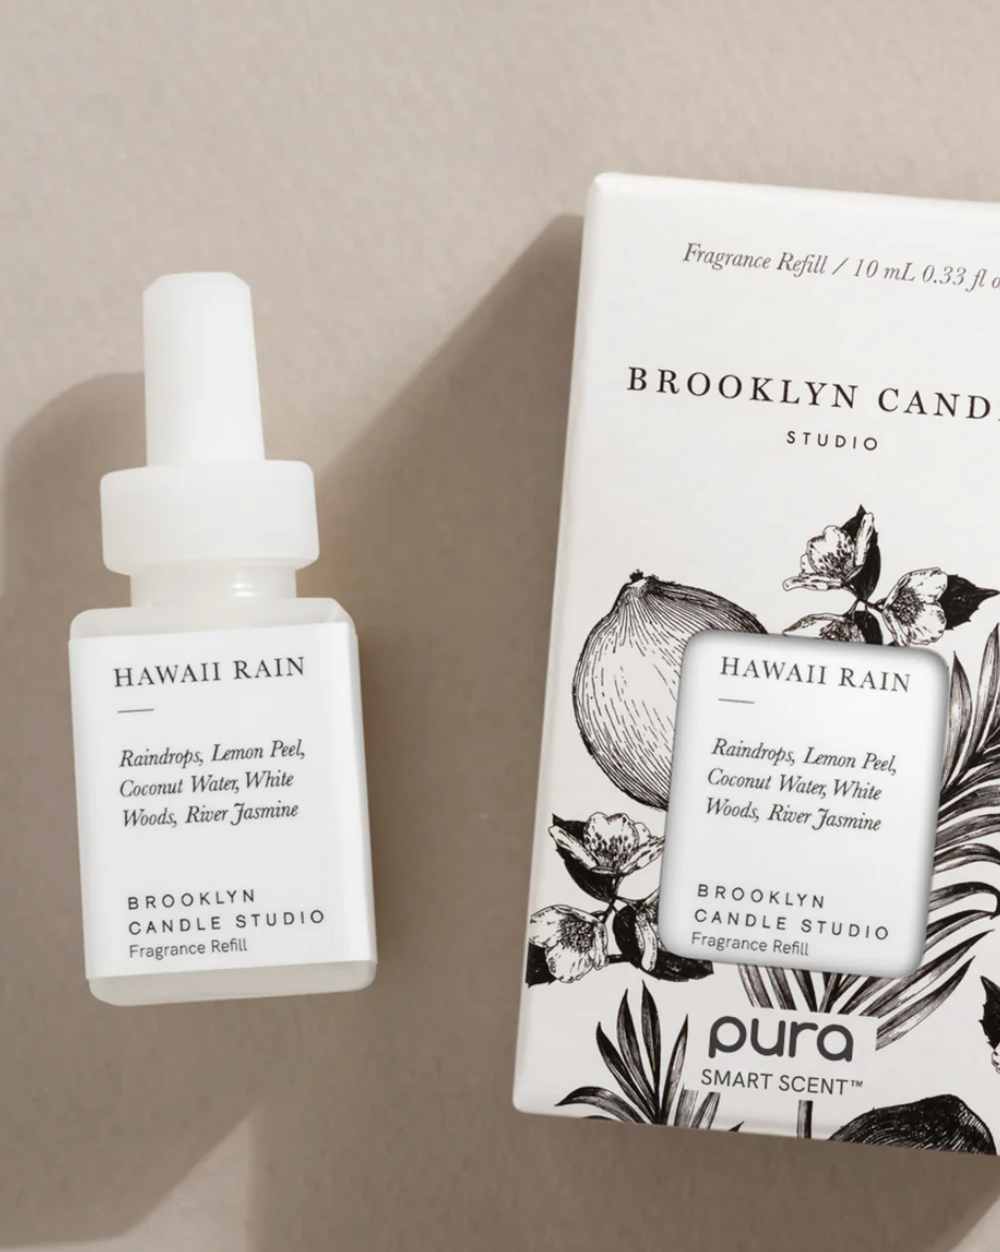 HAWAII RAIN
Raindrops, Lemon Peel,
Coconut Water, White
Woods, River Jasmine
BROOKLYN
CANDLE STUDIO
Fragrance Refill
Fragrance Refill / 10 mL 0.33 fl o
BROOKLYN CAND
STUDIO
HAWAII RAIN
Raindrops, Lemon Peel,
Coconut Water, White
Woods, River Jasmine
BROOKLYN
CANDLE STUDIO
Fragrance Refill
pura
SMART SCENT™